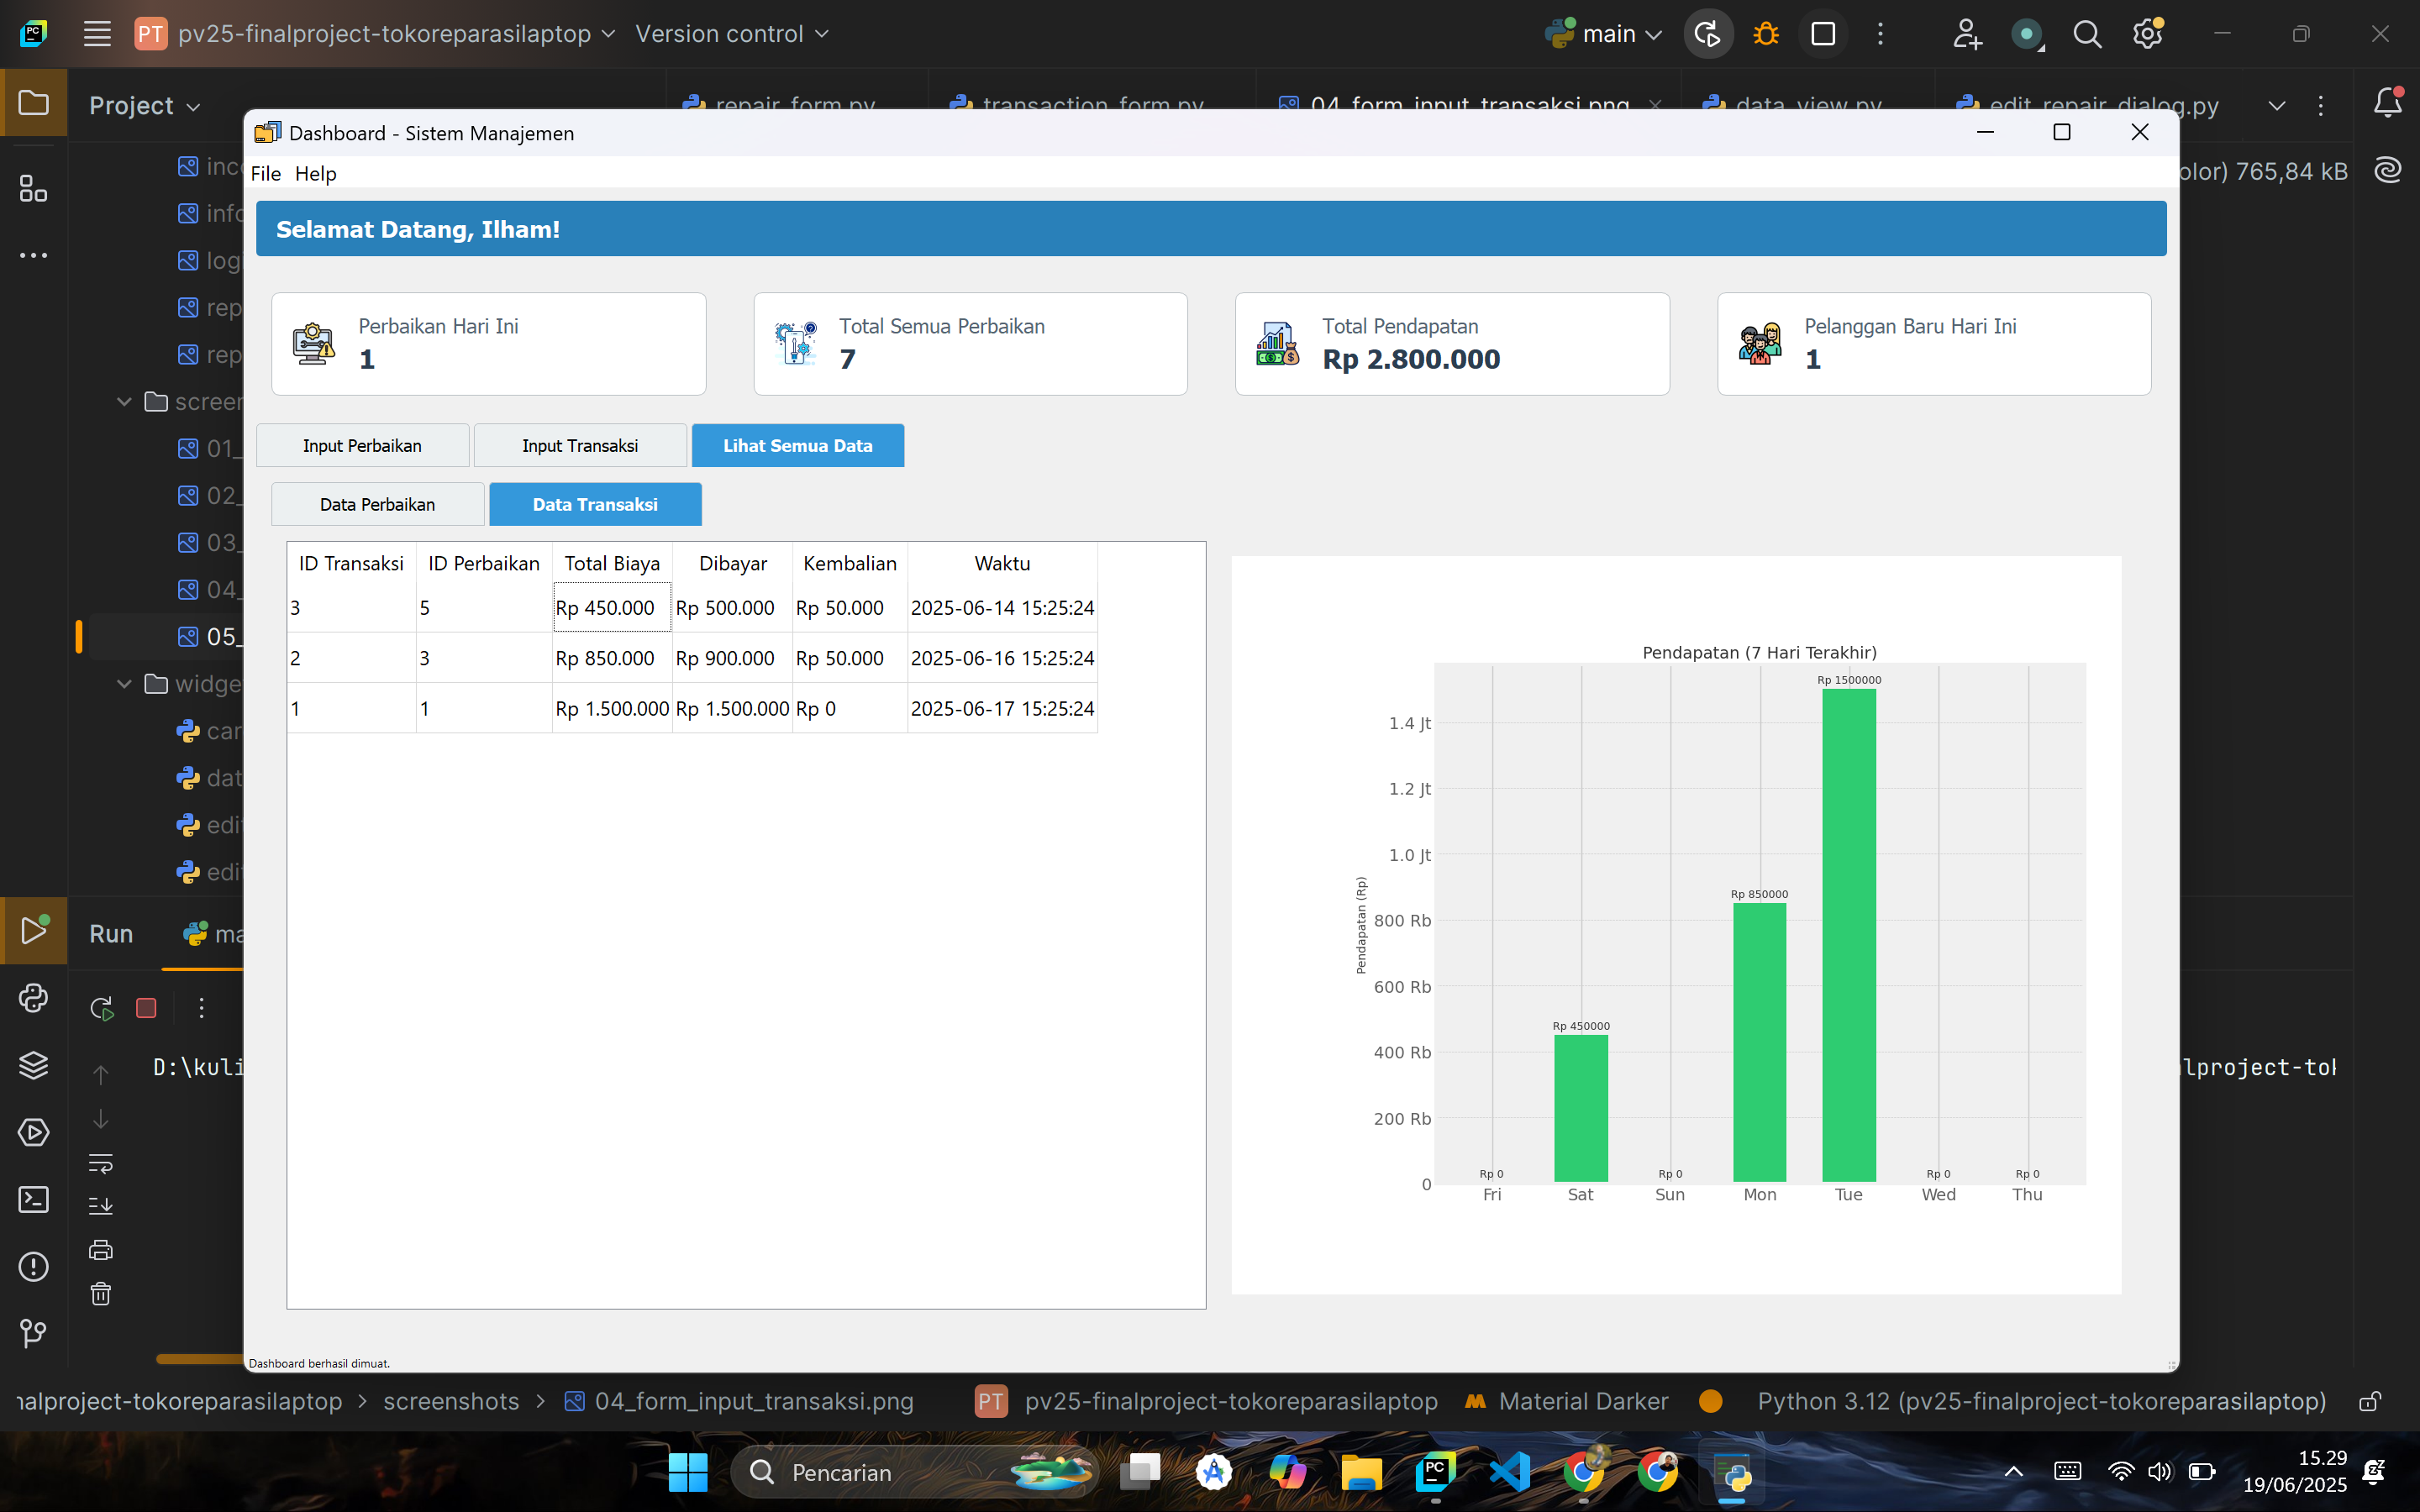 PC PT pv25-finalproject-tokoreparasilaptop Version control main
Project repair_form.py transaction_form.py 04_form_input_transaksi.png data_view.py edit_repair_dialog.py
olor) 765,84 kB
inc
info
logi
rep
rep
screer
01_
02_
03_
04_
05_
widge
car
dat
edi
edi
Dashboard - Sistem Manajemen
File Help
Selamat Datang, Ilham!
Perbaikan Hari Ini
1
Total Semua Perbaikan
7
Total Pendapatan
Rp 2.800.000
Pelanggan Baru Hari Ini
1
Input Perbaikan Input Transaksi Lihat Semua Data
Data Perbaikan Data Transaksi
ID Transaksi ID Perbaikan Total Biaya Dibayar Kembalian Waktu
3 5 Rp 450.000 Rp 500.000 Rp 50.000 2025-06-14 15:25:24
2 3 Rp 850.000 Rp 900.000 Rp 50.000 2025-06-16 15:25:24
1 1 Rp 1.500.000 Rp 1.500.000 Rp 0 2025-06-17 15:25:24
Pendapatan (7 Hari Terakhir)
Pendapatan (Rp)
1.4 Jt
1.2 Jt
1.0 Jt
800 Rb
600 Rb
400 Rb
200 Rb
0
Rp 0 Rp 450000 Rp 0 Rp 850000 Rp 1500000 Rp 0 Rp 0
Fri Sat Sun Mon Tue Wed Thu
Dashboard berhasil dimuat.
Run ma
D:\kuli
lproject-tok
nalproject-tokoreparasilaptop > screenshots > 04_form_input_transaksi.png PT pv25-finalproject-tokoreparasilaptop Material Darker Python 3.12 (pv25-finalproject-tokoreparasilaptop)
Pencarian
15.29
19/06/2025